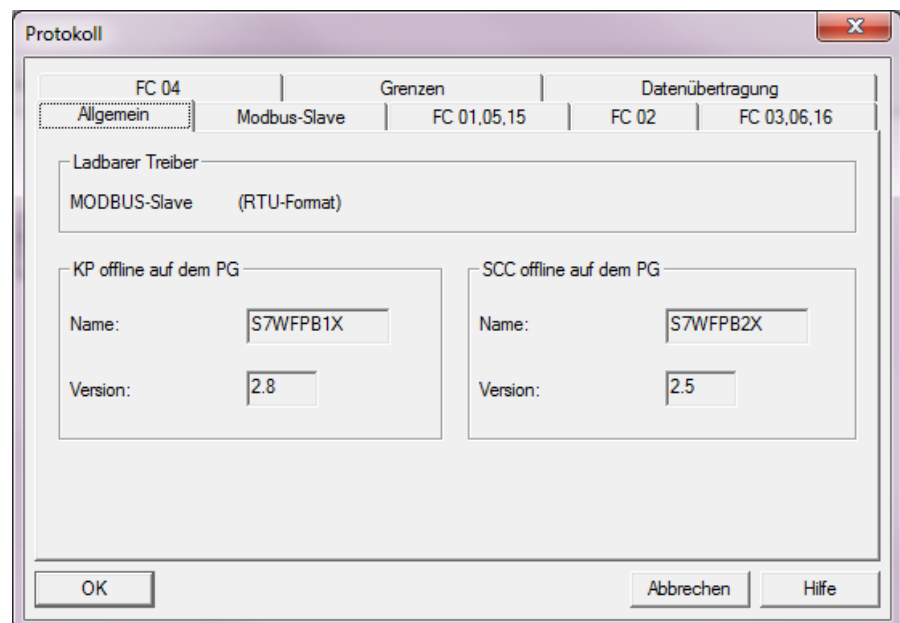 Protokoll
FC 04 Grenzen Datenübertragung
Allgemein Modbus-Slave FC 01,05,15 FC 02 FC 03,06,16
Ladbarer Treiber
MODBUS-Slave (RTU-Format)
KP offline auf dem PG SCC offline auf dem PG
Name: S7WFPB1X Name: S7WFPB2X
Version: 2.8 Version: 2.5
OK Abbrechen Hilfe